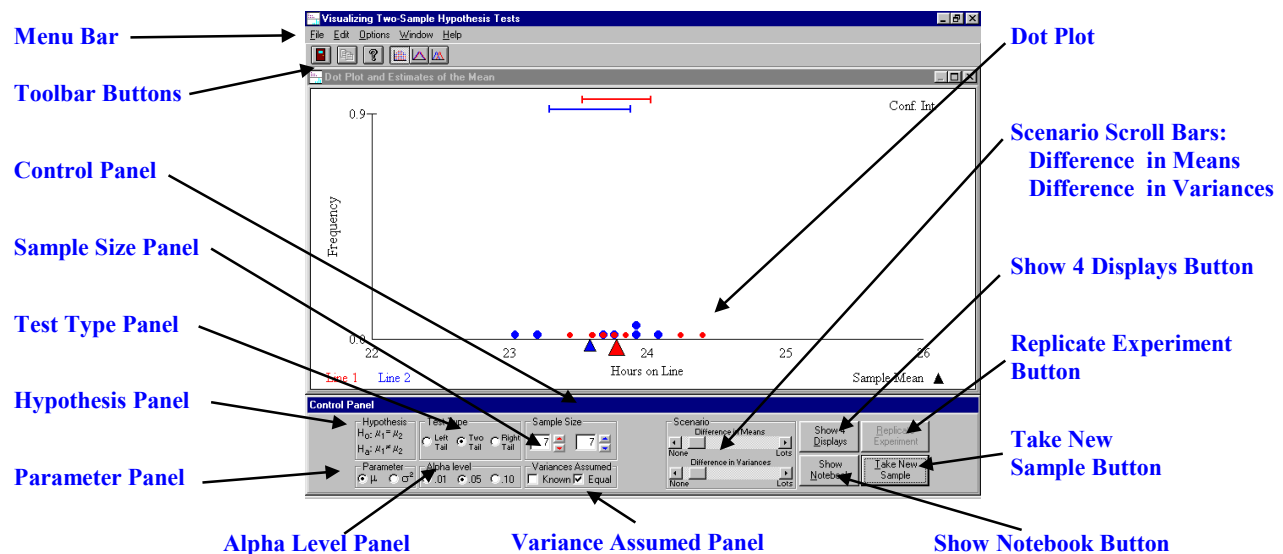 Visualizing Two-Sample Hypothesis Tests
File Edit Options Window Help
Menu Bar
Toolbar Buttons
Control Panel
Sample Size Panel
Test Type Panel
Hypothesis Panel
Parameter Panel
Alpha Level Panel
Variance Assumed Panel
Show Notebook Button
Dot Plot
Scenario Scroll Bars:
Difference in Means
Difference in Variances
Show 4 Displays Button
Replicate Experiment
Button
Take New
Sample Button
Dot Plot and Estimates of the Mean
Conf. Int
0.9
Frequency
0.0
22 23 24 25 26
Hours on Line
Line 1 Line 2
Sample Mean
Control Panel
Hypothesis
H₀: μ₁ = μ₂
Hₐ: μ₁ ≠ μ₂
Test Type
Left Tail
Two Tail
Right Tail
Sample Size
7 7
Parameter
μ σ²
Alpha level
.01 .05 .10
Variances Assumed
Known Equal
Scenario
Difference in Means
None Lots
Difference in Variances
None Lots
Show 4
Displays
Replicate
Experiment
Show
Notebook
Take New
Sample